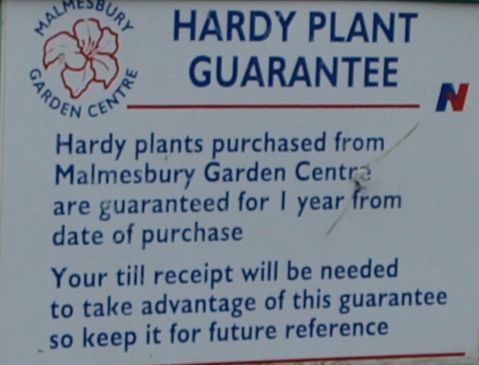 MALMESBURY
GARDEN CENTRE
HARDY PLANT
GUARANTEE
N
Hardy plants purchased from
Malmesbury Garden Centre
are guaranteed for 1 year from
date of purchase
Your till receipt will be needed
to take advantage of this guarantee
so keep it for future reference